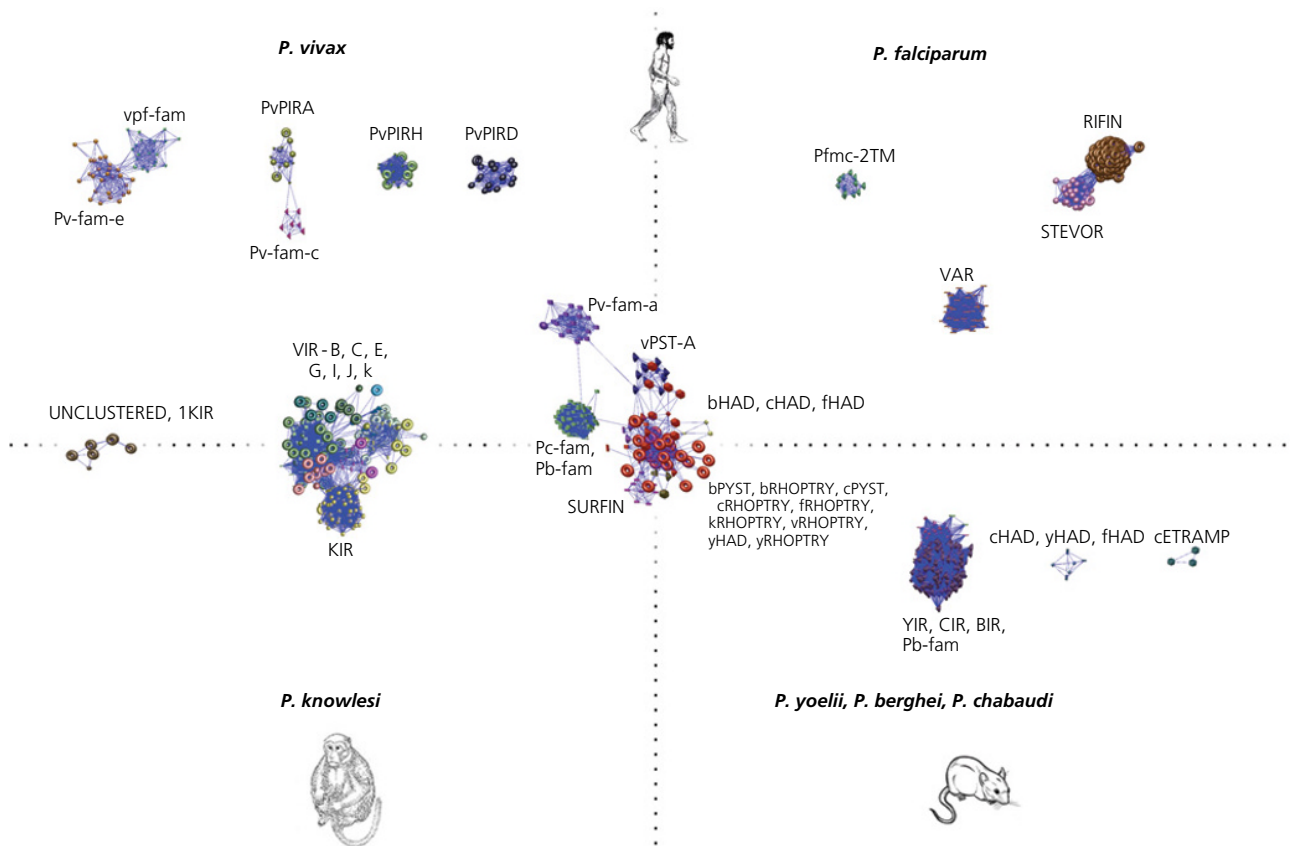 P. vivax
P. falciparum
vpf-fam
PvPIRA
PvPIRH
PvPIRD
Pv-fam-e
Pv-fam-c
Pfmc-2TM
RIFIN
STEVOR
VAR
Pv-fam-a
vPST-A
VIR - B, C, E,
G, I, J, k
UNCLUSTERED, 1KIR
bHAD, cHAD, fHAD
Pc-fam,
Pb-fam
SURFIN
KIR
bPYST, bRHOPTRY, cPYST,
cRHOPTRY, fRHOPTRY,
kRHOPTRY, vRHOPTRY,
yHAD, yRHOPTRY
cHAD, yHAD, fHAD
cETRAMP
YIR, CIR, BIR,
Pb-fam
P. knowlesi
P. yoelii, P. berghei, P. chabaudi